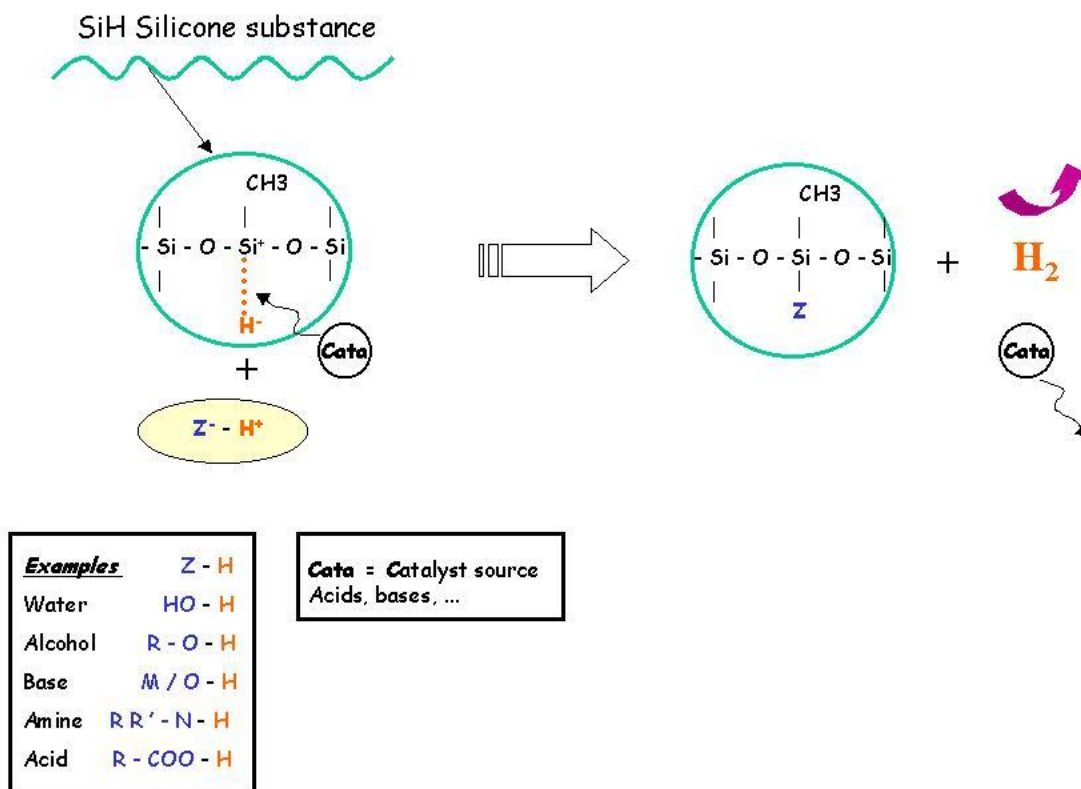 SiH Silicone substance
CH3
- Si - O - Si⁺ - O - Si
H⁻
Cata
+
Z⁻ - H⁺
CH3
- Si - O - Si - O - Si
Z
+
H₂
Cata
Examples Z - H
Water HO - H
Alcohol R - O - H
Base M / O - H
Amine R R' - N - H
Acid R - COO - H
Cata = Catalyst source
Acids, bases, ...